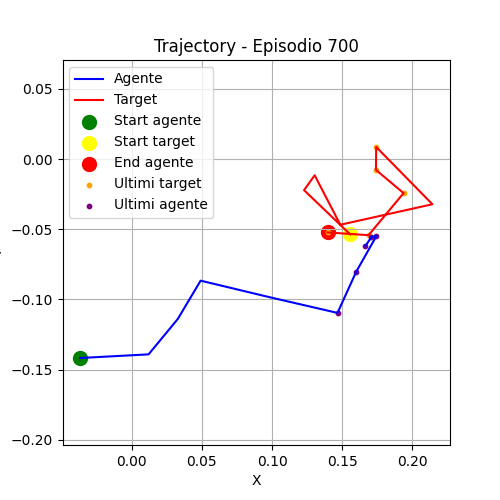 Trajectory - Episodio 700
Agente
Target
Start agente
Start target
End agente
Ultimi target
Ultimi agente
0.05
0.00
−0.05
−0.10
−0.15
−0.20
0.00 0.05 0.10 0.15 0.20
X